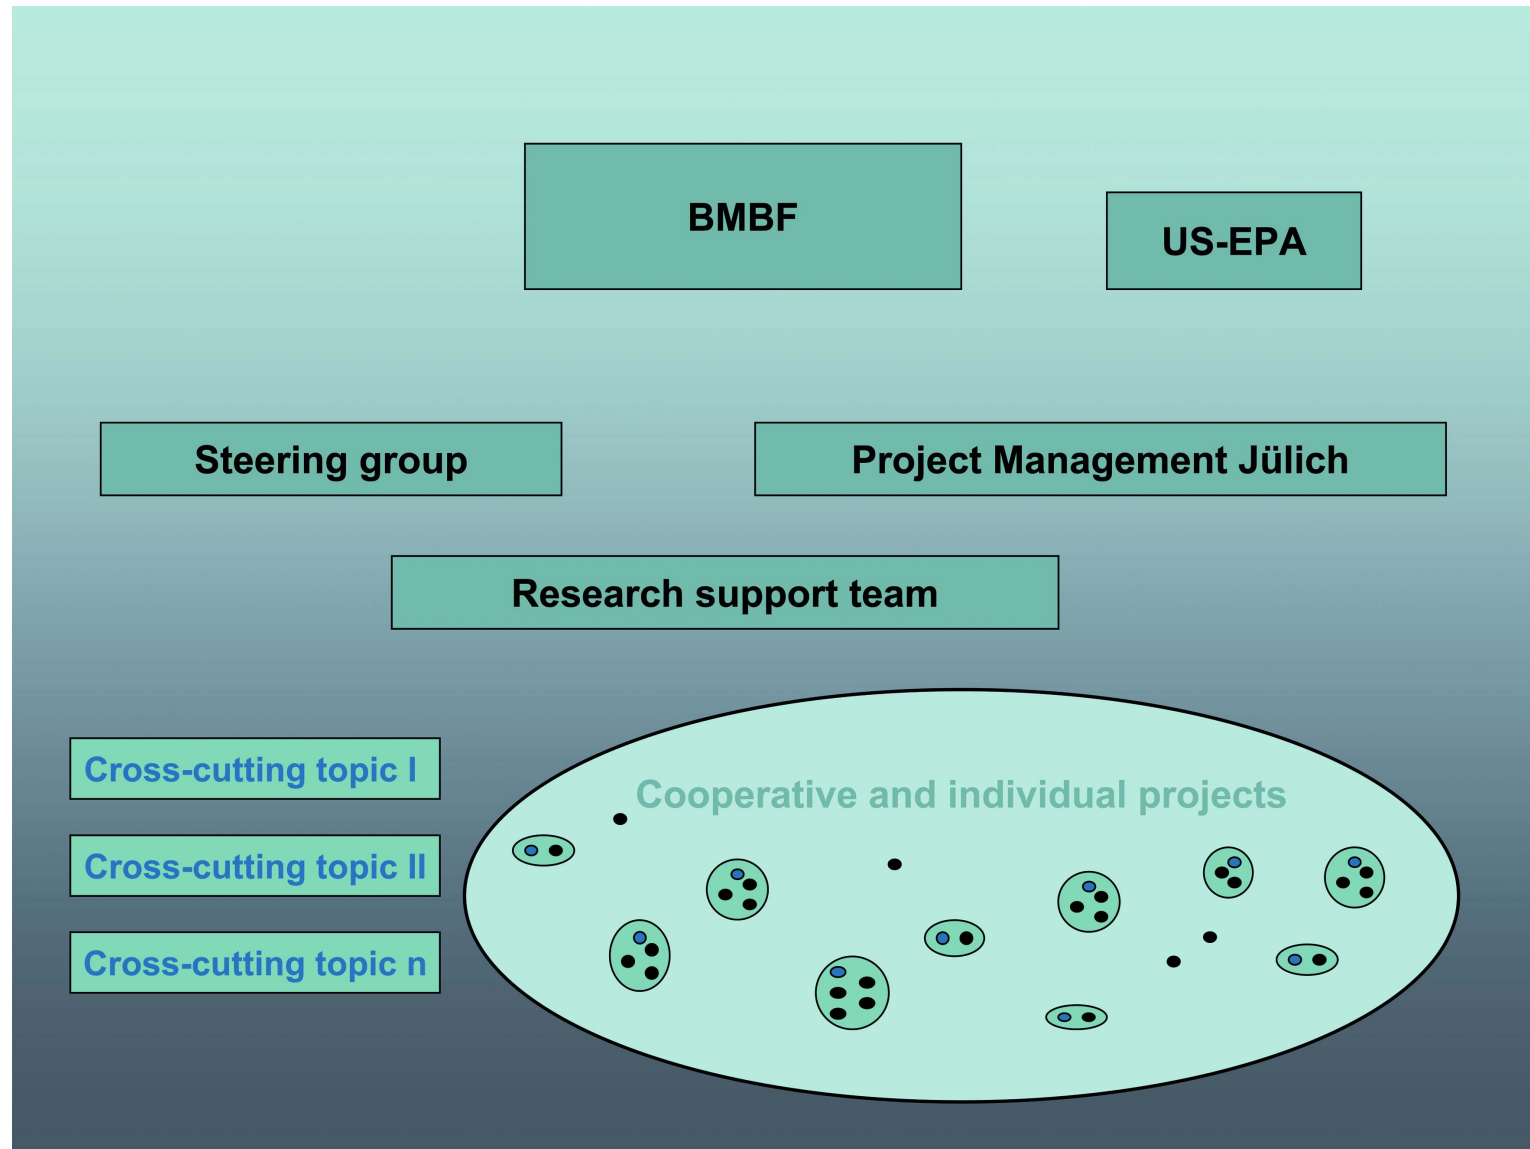 BMBF
US-EPA
Steering group
Project Management Jülich
Research support team
Cooperative and individual projects
Cross-cutting topic I
Cross-cutting topic II
Cross-cutting topic n